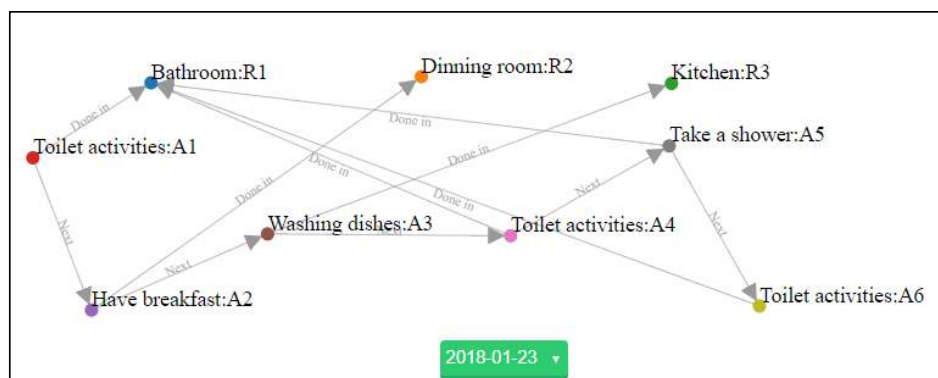 Bathroom:R1
Dinning room:R2
Kitchen:R3
Done in
Done in
Toilet activities:A1
Take a shower:A5
Done in
Done in
Next
Done in
Done in
Next
Washing dishes:A3
Next
Toilet activities:A4
Next
Next
Have breakfast:A2
Toilet activities:A6
2018-01-23